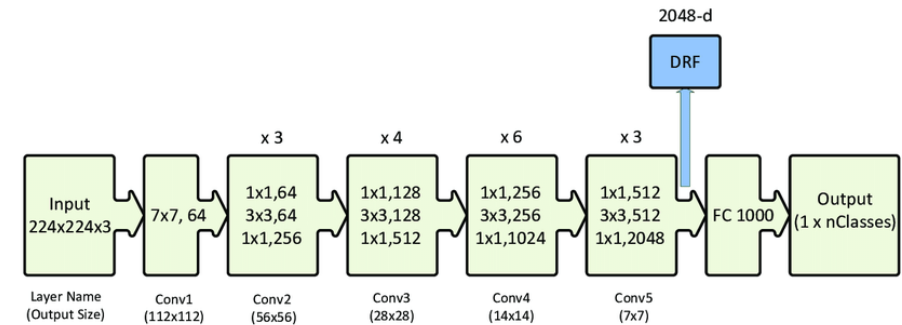 2048-d
DRF
x 3
x 4
x 6
x 3
Input
224x224x3
7x7, 64
1x1,64
3x3,64
1x1,256
1x1,128
3x3,128
1x1,512
1x1,256
3x3,256
1x1,1024
1x1,512
3x3,512
1x1,2048
FC 1000
Output
(1 x nClasses)
Layer Name
(Output Size)
Conv1
(112x112)
Conv2
(56x56)
Conv3
(28x28)
Conv4
(14x14)
Conv5
(7x7)